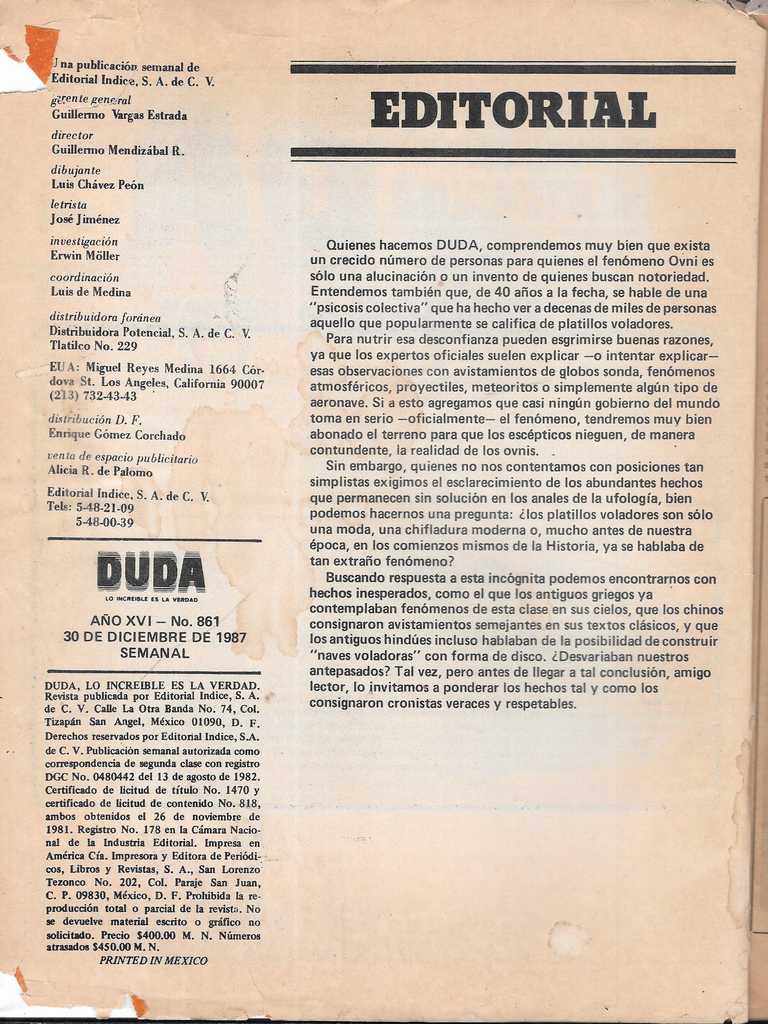 Una publicación semanal de
Editorial Indice, S. A. de C. V.
gerente general
Guillermo Vargas Estrada
director
Guillermo Mendizábal R.
dibujante
Luis Chávez Peón
letrista
José Jiménez
investigación
Erwin Möller
coordinación
Luis de Medina
distribuidora foránea
Distribuidora Potencial, S. A. de C. V.
Tlatilco No. 229
EUA: Miguel Reyes Medina 1664 Cór-
dova St. Los Angeles, California 90007
(213) 732-43-43
distribución D. F.
Enrique Gómez Corchado
venta de espacio publicitario
Alicia R. de Palomo
Editorial Indice, S. A. de C. V.
Tels: 5-48-21-09
5-48-00-39
DUDA
LO INCREIBLE ES LA VERDAD
AÑO XVI — No. 861
30 DE DICIEMBRE DE 1987
SEMANAL
DUDA, LO INCREIBLE ES LA VERDAD.
Revista publicada por Editorial Indice, S. A.
de C. V. Calle La Otra Banda No. 74, Col.
Tizapán San Angel, México 01090, D. F.
Derechos reservados por Editorial Indice, S.A.
de C. V. Publicación semanal autorizada como
correspondencia de segunda clase con registro
DGC No. 0480442 del 13 de agosto de 1982.
Certificado de licitud de título No. 1470 y
certificado de licitud de contenido No. 818,
ambos obtenidos el 26 de noviembre de
1981. Registro No. 178 en la Cámara Nacio-
nal de la Industria Editorial. Impresa en
América Cía. Impresora y Editora de Periódi-
cos, Libros y Revistas, S. A., San Lorenzo
Tezonco No. 202, Col. Paraje San Juan,
C. P. 09830, México, D. F. Prohibida la re-
producción total o parcial de la revista. No
se devuelve material escrito o gráfico no
solicitado. Precio $400.00 M. N. Números
atrasados $450.00 M. N.
PRINTED IN MEXICO
EDITORIAL
Quienes hacemos DUDA, comprendemos muy bien que exista
un crecido número de personas para quienes el fenómeno Ovni es
sólo una alucinación o un invento de quienes buscan notoriedad.
Entendemos también que, de 40 años a la fecha, se hable de una
"psicosis colectiva" que ha hecho ver a decenas de miles de personas
aquello que popularmente se califica de platillos voladores.
Para nutrir esa desconfianza pueden esgrimirse buenas razones,
ya que los expertos oficiales suelen explicar —o intentar explicar—
esas observaciones con avistamientos de globos sonda, fenómenos
atmosféricos, proyectiles, meteoritos o simplemente algún tipo de
aeronave. Si a esto agregamos que casi ningún gobierno del mundo
toma en serio —oficialmente— el fenómeno, tendremos muy bien
abonado el terreno para que los escépticos nieguen, de manera
contundente, la realidad de los ovnis.
Sin embargo, quienes no nos contentamos con posiciones tan
simplistas exigimos el esclarecimiento de los abundantes hechos
que permanecen sin solución en los anales de la ufología, bien
podemos hacernos una pregunta: ¿los platillos voladores son sólo
una moda, una chifladura moderna o, mucho antes de nuestra
época, en los comienzos mismos de la Historia, ya se hablaba de
tan extraño fenómeno?
Buscando respuesta a esta incógnita podemos encontrarnos con
hechos inesperados, como el que los antiguos griegos ya
contemplaban fenómenos de esta clase en sus cielos, que los chinos
consignaron avistamientos semejantes en sus textos clásicos, y que
los antiguos hindúes incluso hablaban de la posibilidad de construir
"naves voladoras" con forma de disco. ¿Desvariaban nuestros
antepasados? Tal vez, pero antes de llegar a tal conclusión, amigo
lector, lo invitamos a ponderar los hechos tal y como los
consignaron cronistas veraces y respetables.